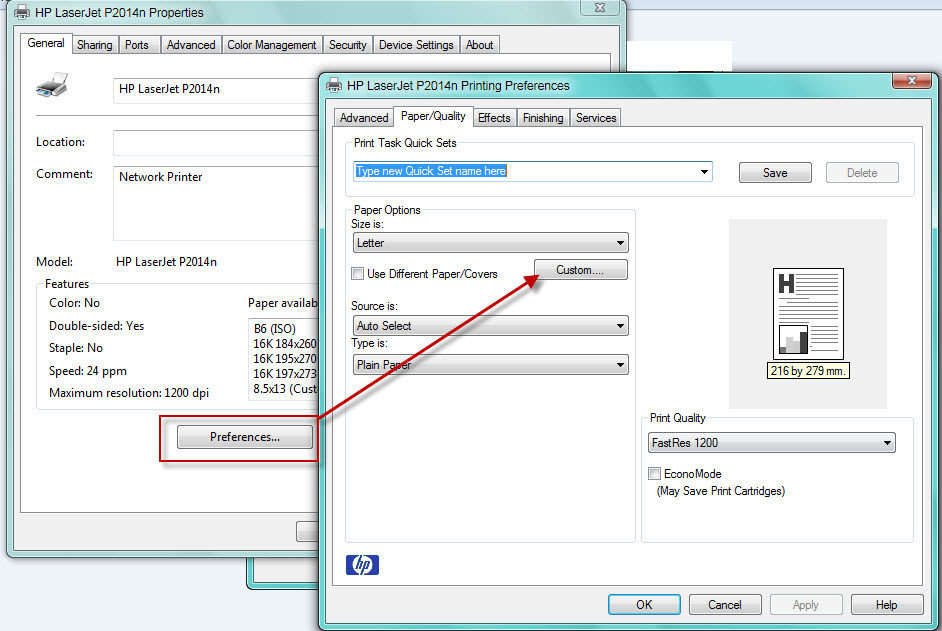 HP LaserJet P2014n Properties
General Sharing Ports Advanced Color Management Security Device Settings About
HP LaserJet P2014n
Location:
Comment: Network Printer
Model: HP LaserJet P2014n
Features
Color: No
Paper availab
Double-sided: Yes
Staple: No
Speed: 24 ppm
Maximum resolution: 1200 dpi
B6 (ISO)
16K 184x260
16K 195x270
16K 197x273
8.5x13 (Cust
Preferences...
HP LaserJet P2014n Printing Preferences
Advanced Paper/Quality Effects Finishing Services
Print Task Quick Sets
Type new Quick Set name here
Save
Delete
Paper Options
Size is:
Letter
Use Different Paper/Covers
Custom....
Source is:
Auto Select
Type is:
Plain Paper
H
216 by 279 mm.
Print Quality
FastRes 1200
EconoMode
(May Save Print Cartridges)
hp
OK Cancel Apply Help